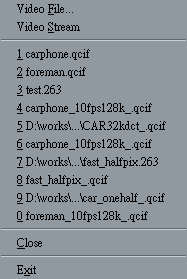 Video File...
Video Stream
1 carphone.qcif
2 foreman.qcif
3 test.263
4 carphone_10fps128k_.qcif
5 D:\works\...\CAR32kdct_.qcif
6 carphone_10fps128k_.qcif
7 D:\works\...\fast_halfpix.263
8 fast_halfpix_.qcif
9 D:\works\...\car_onehalf_.qcif
0 foreman_10fps128k_.qcif
Close
Exit